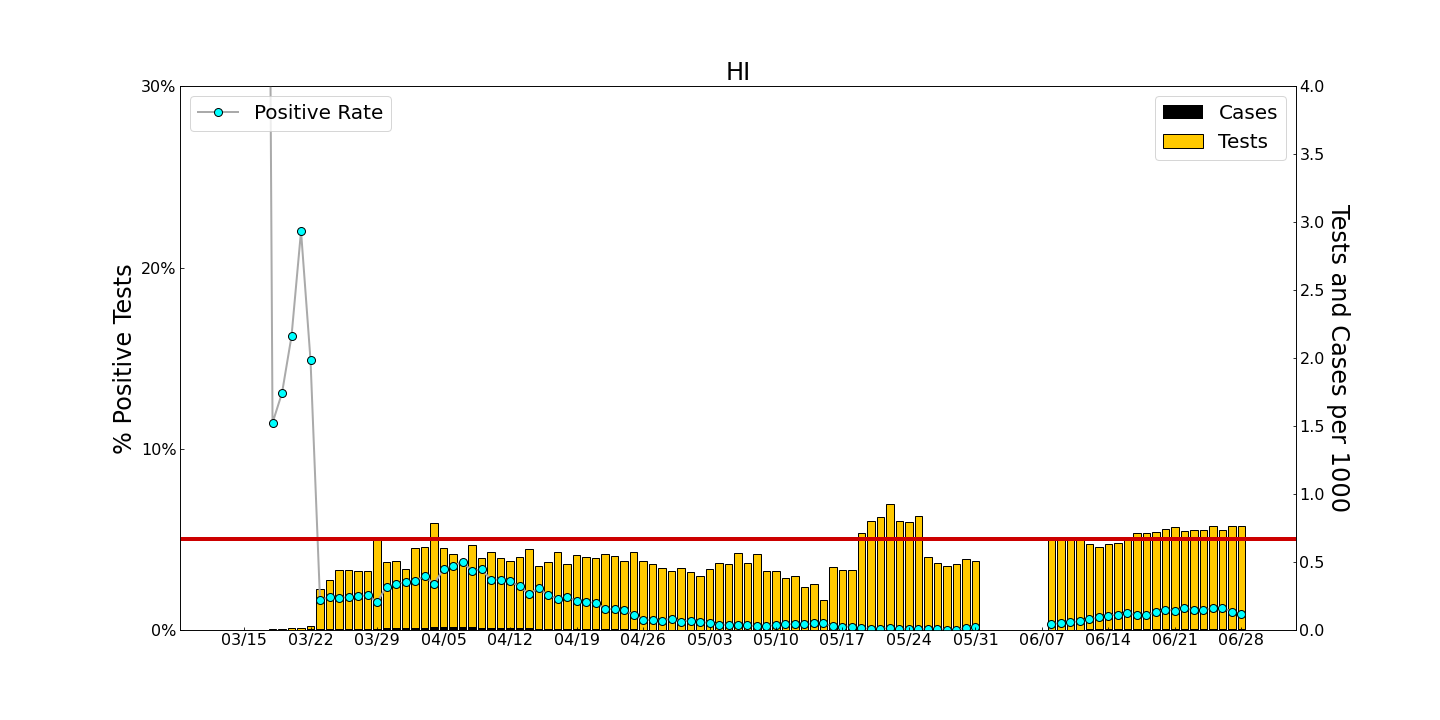 HI
30%
20%
10%
0%
% Positive Tests
Positive Rate
Cases
Tests
4.0
3.5
3.0
2.5
2.0
1.5
1.0
0.5
0.0
Tests and Cases per 1000
03/15 03/22 03/29 04/05 04/12 04/19 04/26 05/03 05/10 05/17 05/24 05/31 06/07 06/14 06/21 06/28